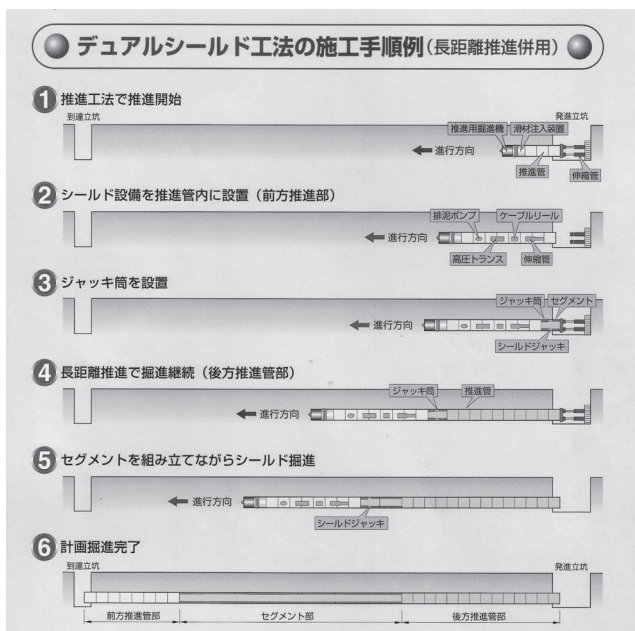 デュアルシールド工法の施工手順例(長距離推進併用)
1 推進工法で推進開始
到達立坑
発進立坑
推進用掘進機
滑材注入装置
進行方向
推進管
伸縮管
2 シールド設備を推進管内に設置(前方推進部)
排泥ポンプ
ケーブルリール
進行方向
高圧トランス
伸縮管
3 ジャッキ筒を設置
ジャッキ筒
セグメント
進行方向
シールドジャッキ
4 長距離推進で掘進継続(後方推進管部)
ジャッキ筒
推進管
進行方向
5 セグメントを組み立てながらシールド掘進
進行方向
シールドジャッキ
6 計画掘進完了
到達立坑
発進立坑
前方推進管部
セグメント部
後方推進管部